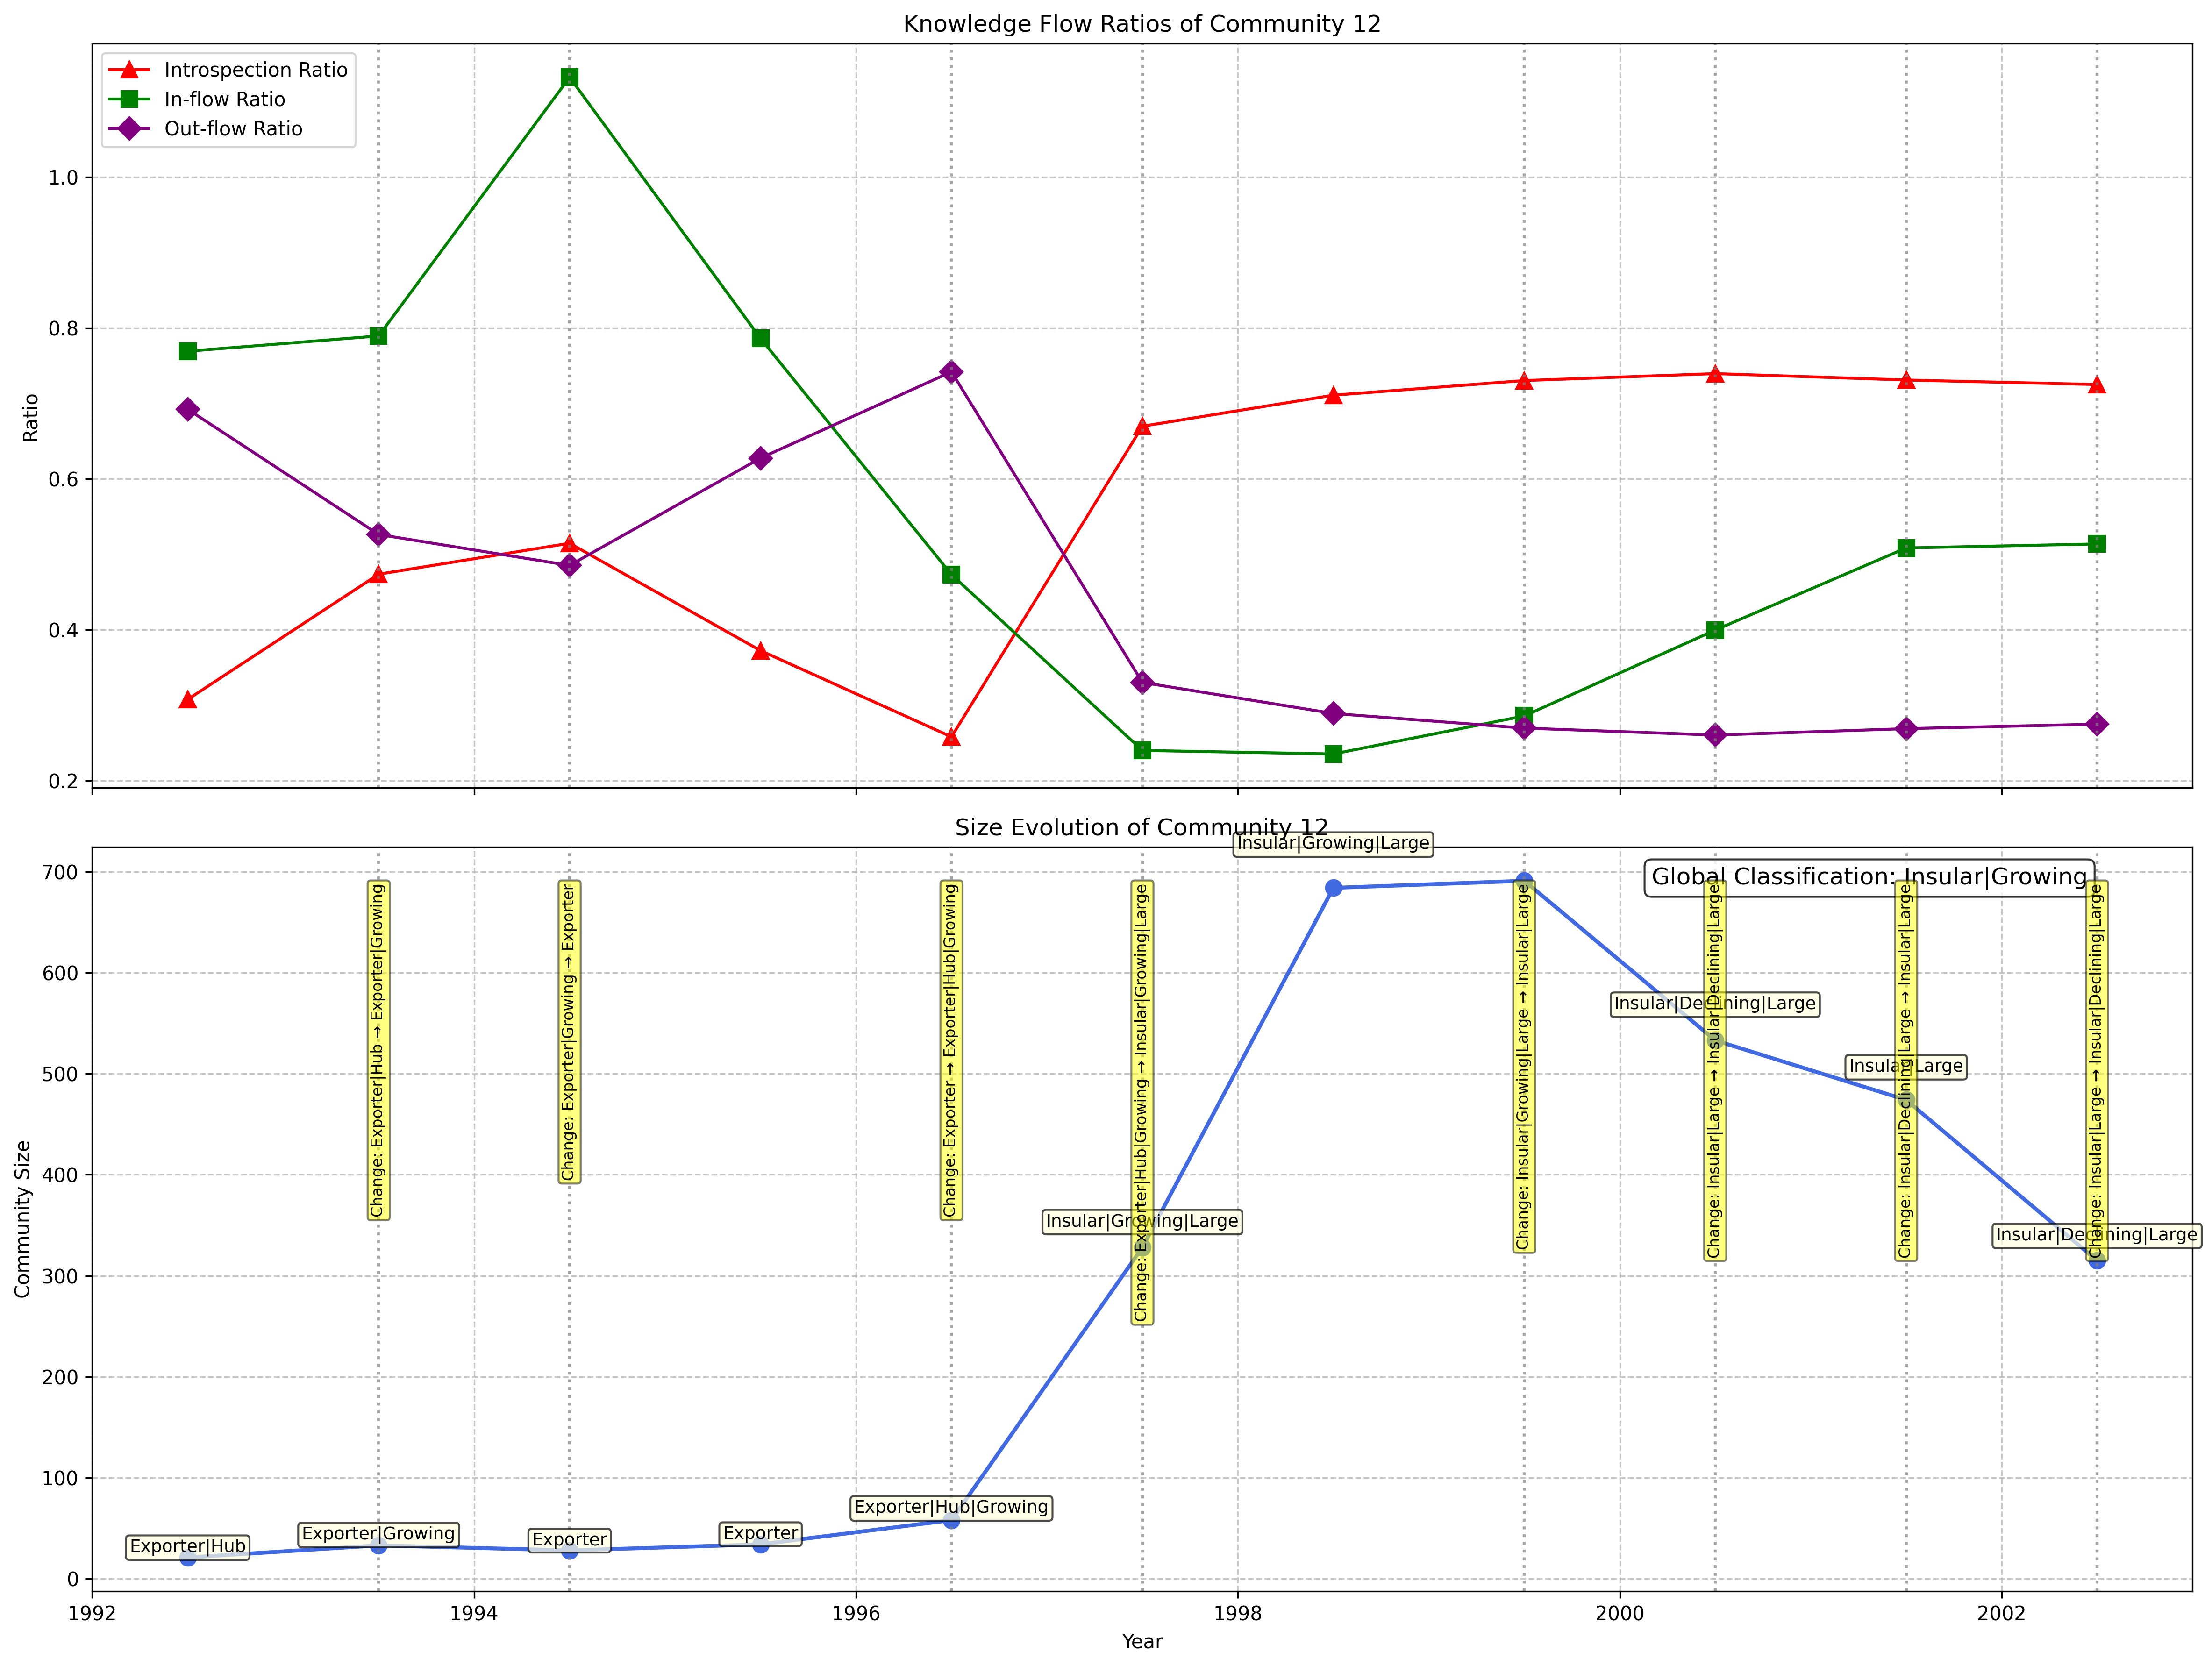 Knowledge Flow Ratios of Community 12
Introspection Ratio
In-flow Ratio
Out-flow Ratio
Ratio
1.0
0.8
0.6
0.4
0.2
Size Evolution of Community 12
Insular|Growing|Large
Global Classification: Insular|Growing
Community Size
700
600
500
400
300
200
100
0
Change: Exporter|Hub → Exporter|Growing
Change: Exporter|Growing → Exporter
Change: Exporter → Exporter|Hub|Growing
Change: Exporter|Hub|Growing → Insular|Growing|Large
Change: Insular|Growing|Large → Insular|Large
Change: Insular|Large → Insular|Declining|Large
Change: Insular|Declining|Large → Insular|Large
Change: Insular|Large → Insular|Declining|Large
Insular|Declining|Large
Insular|Large
Insular|Growing|Large
Insular|Declining|Large
Exporter|Hub
Exporter|Growing
Exporter
Exporter
Exporter|Hub|Growing
1992
1994
1996
1998
2000
2002
Year